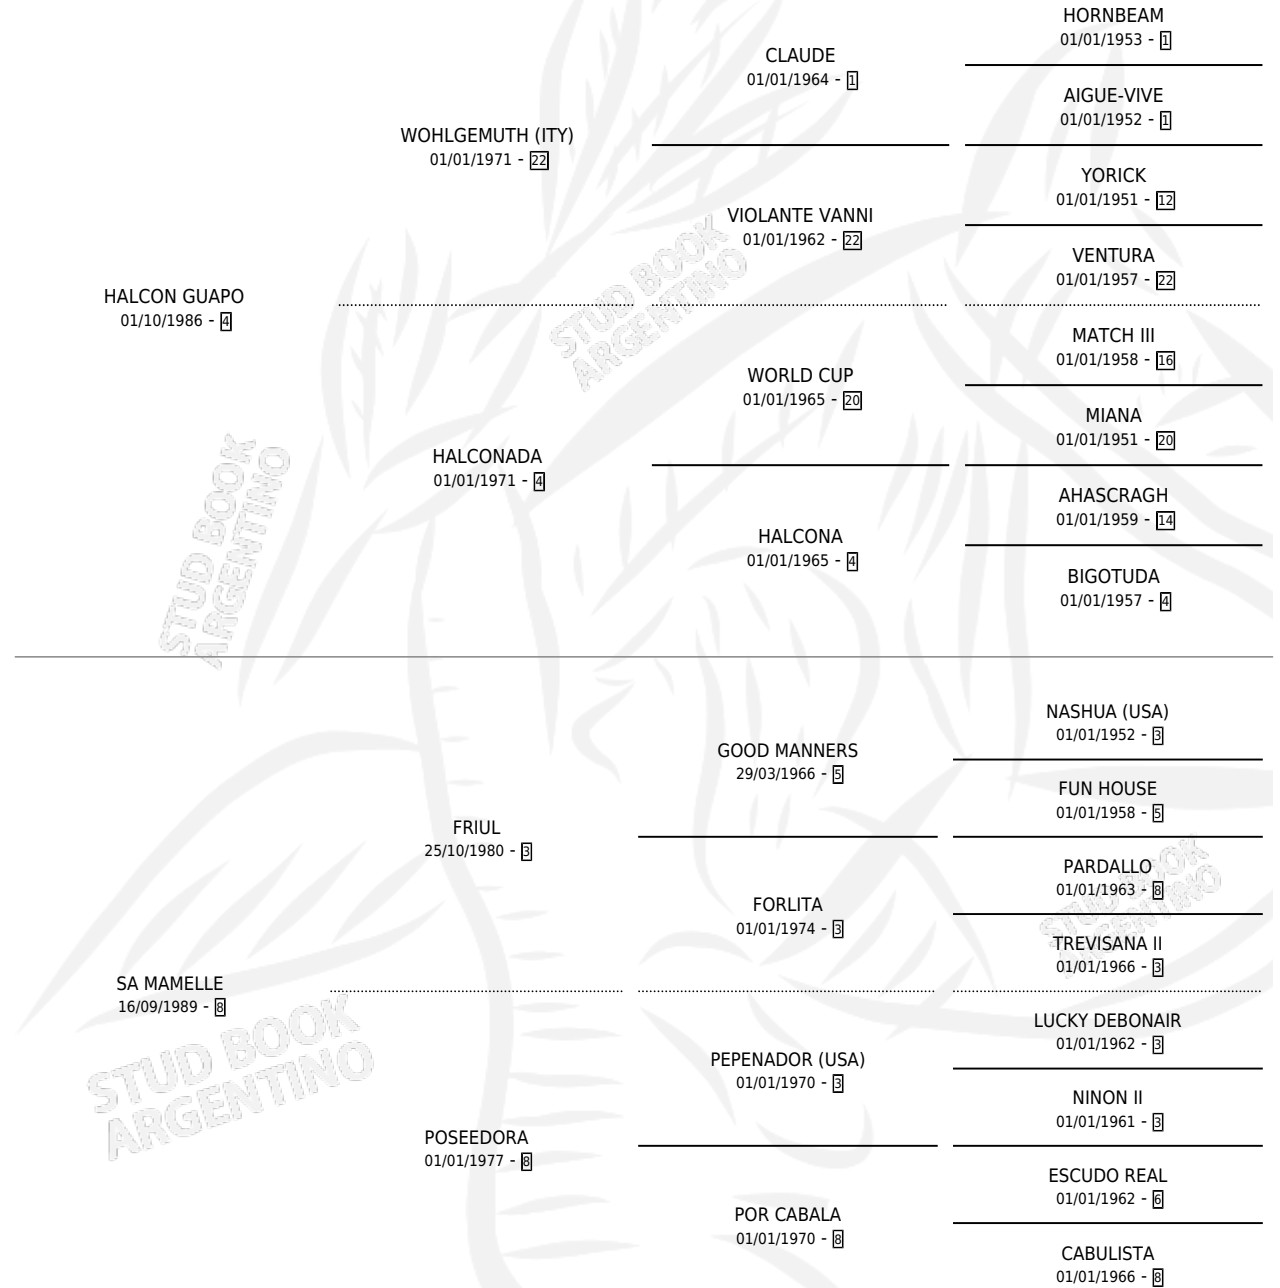 HORNBEAM
01/01/1953 - 1
CLAUDE
01/01/1964 - 1
AIGUE-VIVE
01/01/1952 - 1
WOHLGEMUTH (ITY)
01/01/1971 - 22
YORICK
01/01/1951 - 12
VIOLANTE VANNI
01/01/1962 - 22
VENTURA
01/01/1957 - 22
HALCON GUAPO
01/10/1986 - 4
STUD BOOK
ARGENTINO
MATCH III
01/01/1958 - 16
WORLD CUP
01/01/1965 - 20
MIANA
01/01/1951 - 20
HALCONADA
01/01/1971 - 4
AHASCRAGH
01/01/1959 - 14
HALCONA
01/01/1965 - 4
BIGOTUDA
01/01/1957 - 4
STUD BOOK
ARGENTINO
NASHUA (USA)
01/01/1952 - 3
GOOD MANNERS
29/03/1966 - 5
FUN HOUSE
01/01/1958 - 5
FRIUL
25/10/1980 - 3
PARDALLO
01/01/1963 - 8
FORLITA
01/01/1974 - 3
STUD BOOK
ARGENTINO
TREVISANA II
01/01/1966 - 3
SA MAMELLE
16/09/1989 - 8
STUD BOOK
ARGENTINO
LUCKY DEBONAIR
01/01/1962 - 3
PEPENADOR (USA)
01/01/1970 - 3
NINON II
01/01/1961 - 3
POSEEDORA
01/01/1977 - 8
ESCUDO REAL
01/01/1962 - 6
POR CABALA
01/01/1970 - 8
CABULISTA
01/01/1966 - 8